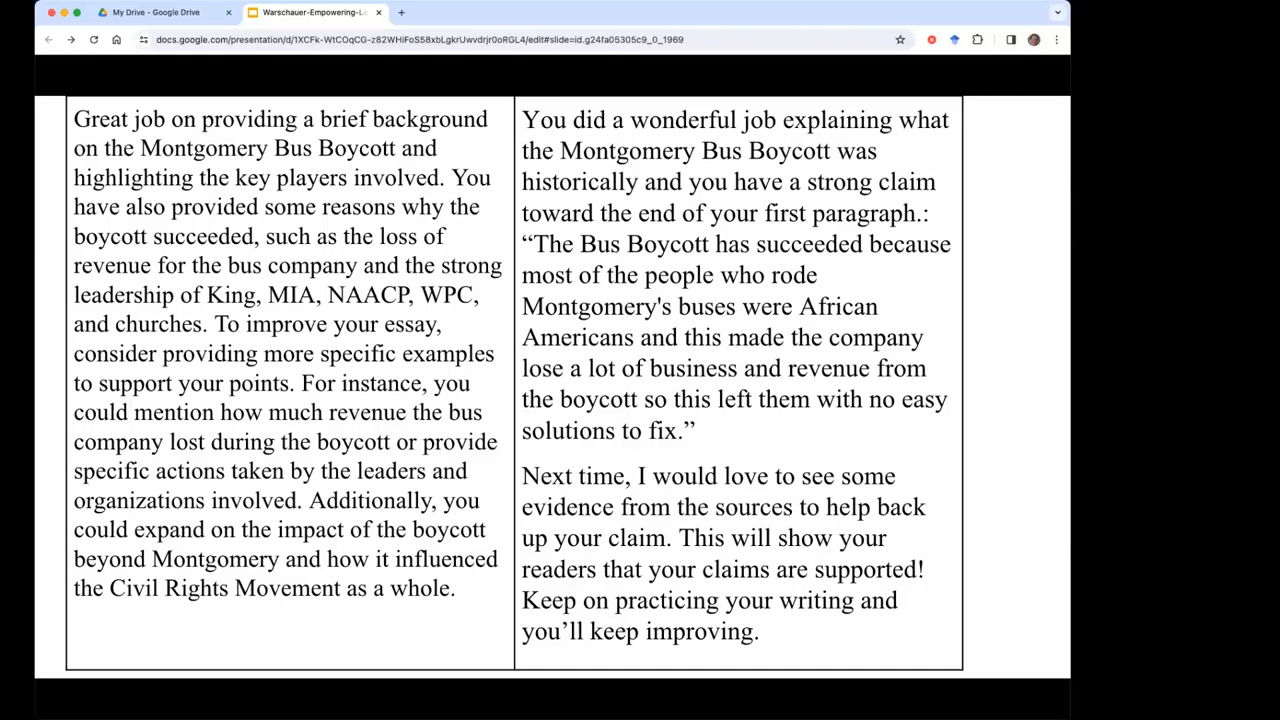 My Drive - Google Drive
Warschauer-Empowering-Le
docs.google.com/presentation/d/1XCFk-WtCOqCG-z82WHiFoS58xbLgkrUwvdrjr0oRGL4/edit#slide=id.g24fa05305c9_0_1969
Great job on providing a brief background
on the Montgomery Bus Boycott and
highlighting the key players involved. You
have also provided some reasons why the
boycott succeeded, such as the loss of
revenue for the bus company and the strong
leadership of King, MIA, NAACP, WPC,
and churches. To improve your essay,
consider providing more specific examples
to support your points. For instance, you
could mention how much revenue the bus
company lost during the boycott or provide
specific actions taken by the leaders and
organizations involved. Additionally, you
could expand on the impact of the boycott
beyond Montgomery and how it influenced
the Civil Rights Movement as a whole.
You did a wonderful job explaining what
the Montgomery Bus Boycott was
historically and you have a strong claim
toward the end of your first paragraph.:
“The Bus Boycott has succeeded because
most of the people who rode
Montgomery's buses were African
Americans and this made the company
lose a lot of business and revenue from
the boycott so this left them with no easy
solutions to fix.”
Next time, I would love to see some
evidence from the sources to help back
up your claim. This will show your
readers that your claims are supported!
Keep on practicing your writing and
you’ll keep improving.